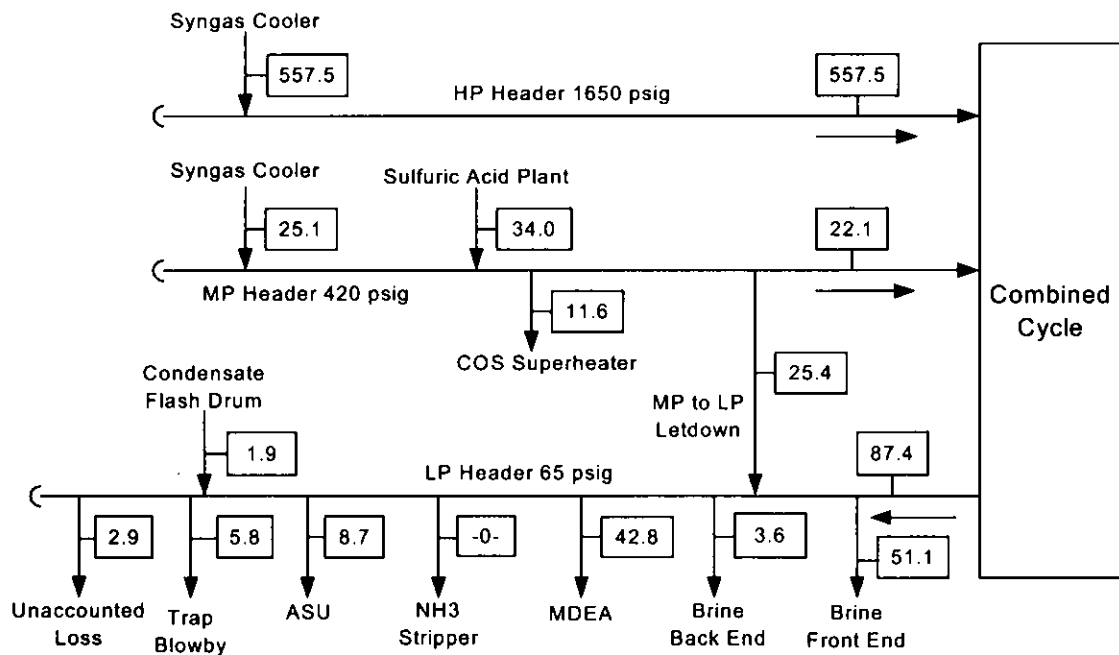 Syngas Cooler
557.5
557.5
HP Header 1650 psig
Syngas Cooler
Sulfuric Acid Plant
25.1
34.0
22.1
MP Header 420 psig
11.6
COS Superheater
Combined
Cycle
Condensate
Flash Drum
25.4
MP to LP
Letdown
1.9
87.4
LP Header 65 psig
2.9
5.8
8.7
-0-
42.8
3.6
51.1
Unaccounted
Loss
Trap
Blowby
ASU
NH3
Stripper
MDEA
Brine
Back End
Brine
Front End